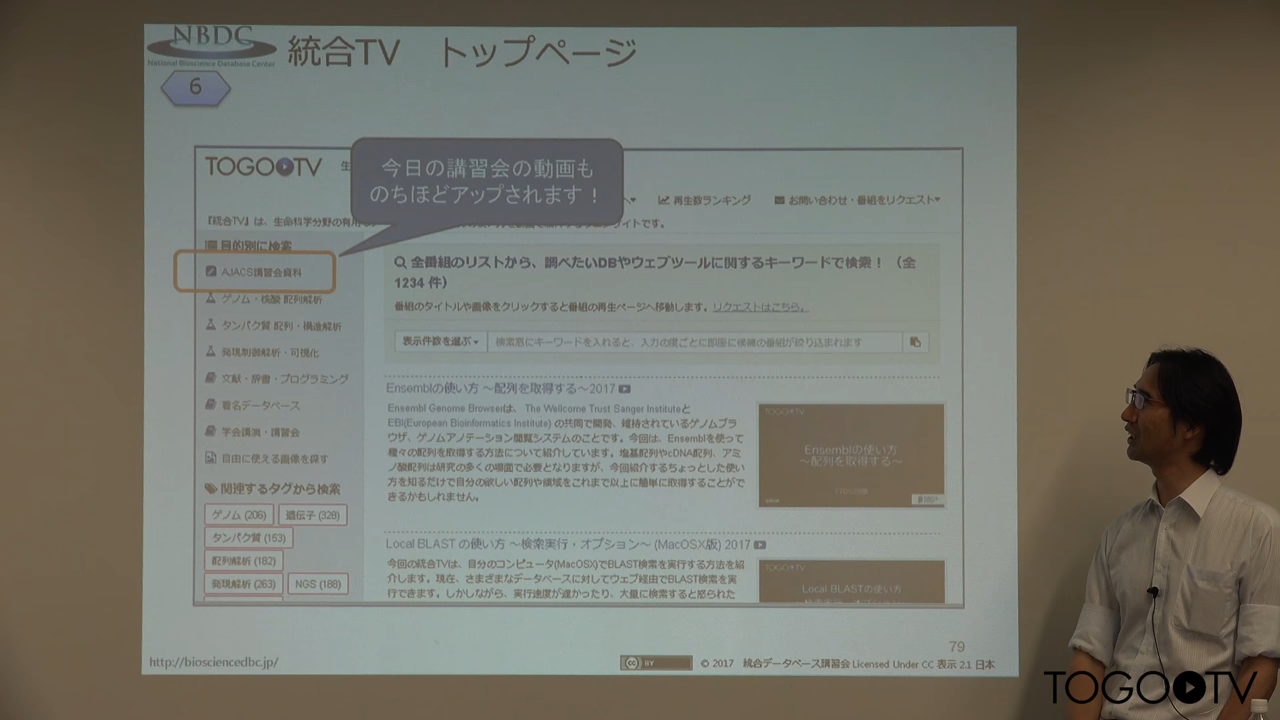 NBDC
National Bioscience Database Center
統合TV トップページ
6
今日の講習会の動画も
のちほどアップされます！
TOGOTV 生
再生数ランキング
お問い合わせ・番組をリクエスト
『統合TV』は、生命科学分野の有用
イトです。
目的別に検索
AJACS講習会資料
ゲノム・核酸 配列解析
タンパク質 配列・構造解析
発現制御解析・可視化
文献・辞書・プログラミング
著名データベース
学会講演・講習会
自由に使える画像を探す
関連するタグから検索
ゲノム (206) 遺伝子 (328)
タンパク質 (153)
配列解析 (182)
発現解析 (263) NGS (188)
全番組のリストから、調べたいDBやウェブツールに関するキーワードで検索！（全
1234 件）
番組のタイトルや画像をクリックすると番組の再生ページへ移動します。リクエストはこちら。
表示件数を選ぶ 検索窓にキーワードを入れると、入力の度ごとに即座に候補の番組が絞り込まれます
Ensemblの使い方 ～配列を取得する～2017
Ensembl Genome Browserは、The Wellcome Trust Sanger Instituteと
EBI(European Bioinformatics Institute) の共同で開発、維持されているゲノムブラ
ウザ、ゲノムアノテーション閲覧システムのことです。今回は、Ensemblを使って
種々の配列を取得する方法について紹介しています。塩基配列やcDNA配列、アミ
ノ酸配列は研究の多くの場面で必要となりますが、今回紹介するちょっとした使い
方を知るだけで自分の欲しい配列や領域をこれまで以上に簡単に取得することがで
きるかもしれません。
TOGOTV
Ensemblの使い方
～配列を取得する～
Local BLAST の使い方 ～検索実行・オプション～ (MacOSX版) 2017
今回の統合TVは、自分のコンピュータ(MacOSX)でBLAST検索を実行する方法を紹
介します。現在、さまざまなデータベースに対してウェブ経由でBLAST検索を実
行できます。しかしながら、実行速度が遅かったり、大量に検索すると怒られた
TOGOTV
Local BLASTの使い方
79
http://biosciencedbc.jp/
cc BY
© 2017 統合データベース講習会 Licensed Under CC 表示 2.1 日本
TOGOTV